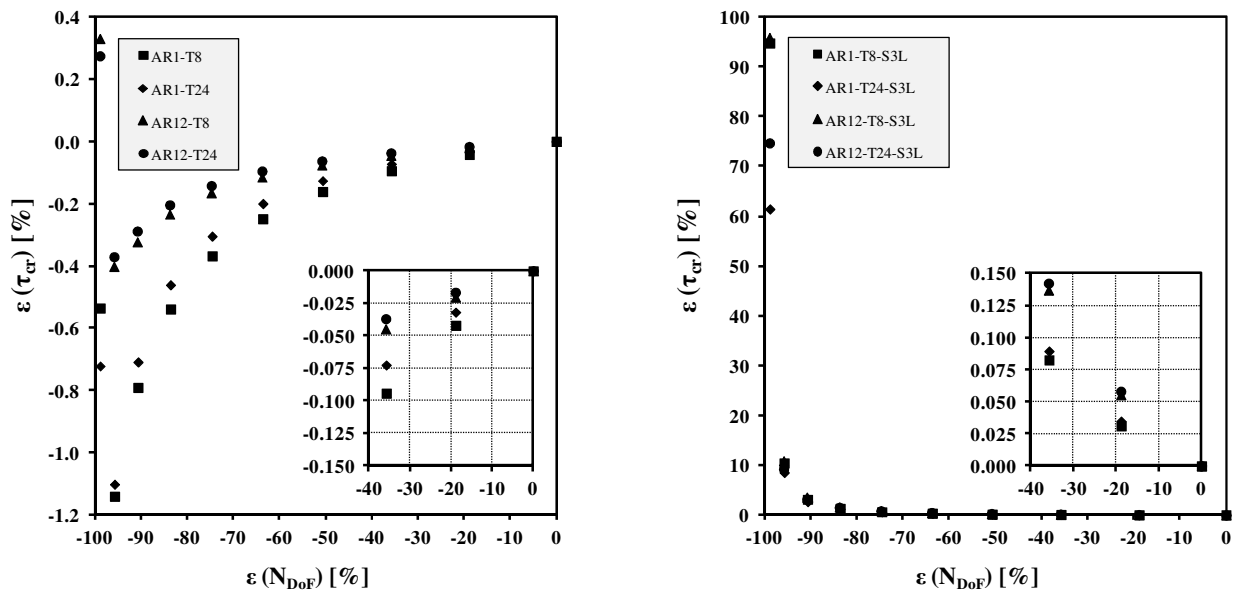 0.4
0.2
0.0
-0.2
-0.4
-0.6
-0.8
-1.0
-1.2
ε (τcr) [%]
AR1-T8
AR1-T24
AR12-T8
AR12-T24
0.000
-0.025
-0.050
-0.075
-0.100
-0.125
-0.150
-40 -30 -20 -10 0
-100 -90 -80 -70 -60 -50 -40 -30 -20 -10 0
ε (NDoF) [%]
100
90
80
70
60
50
40
30
20
10
0
ε (τcr) [%]
AR1-T8-S3L
AR1-T24-S3L
AR12-T8-S3L
AR12-T24-S3L
0.150
0.125
0.100
0.075
0.050
0.025
0.000
-40 -30 -20 -10 0
-100 -90 -80 -70 -60 -50 -40 -30 -20 -10 0
ε (NDoF) [%]